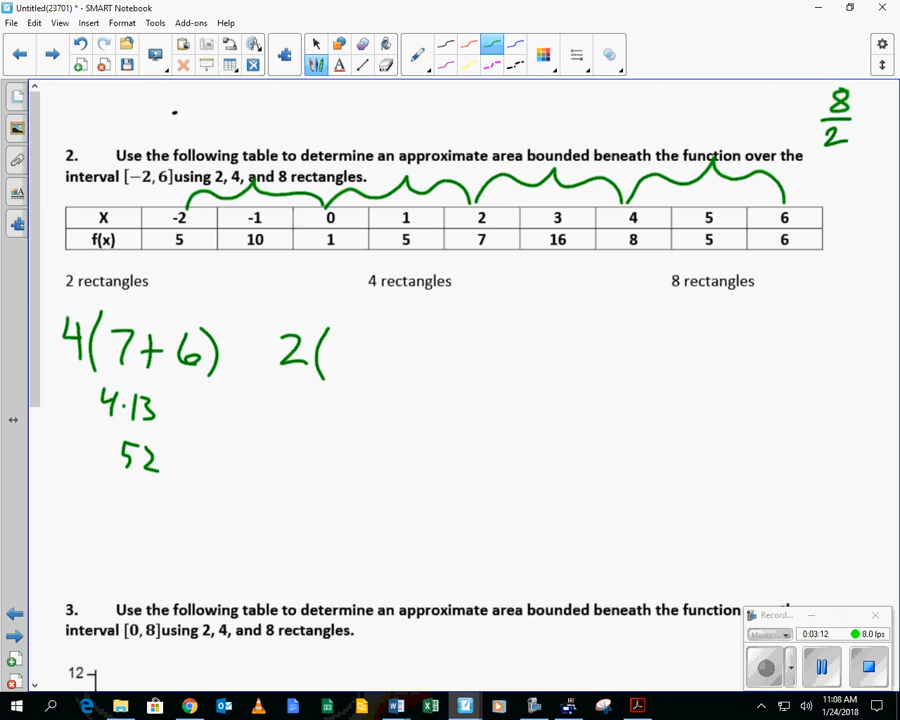 Untitled(23701) * - SMART Notebook
File Edit View Insert Format Tools Add-ons Help
8
2
2. Use the following table to determine an approximate area bounded beneath the function over the
interval [−2, 6]using 2, 4, and 8 rectangles.
X -2 -1 0 1 2 3 4 5 6
f(x) 5 10 1 5 7 16 8 5 6
2 rectangles 4 rectangles 8 rectangles
4(7+6) 2(
4·13
52
3. Use the following table to determine an approximate area bounded beneath the function
interval [0, 8]using 2, 4, and 8 rectangles.
12
Record...
Menu 0:03:12 8.0 fps
11:08 AM
1/24/2018